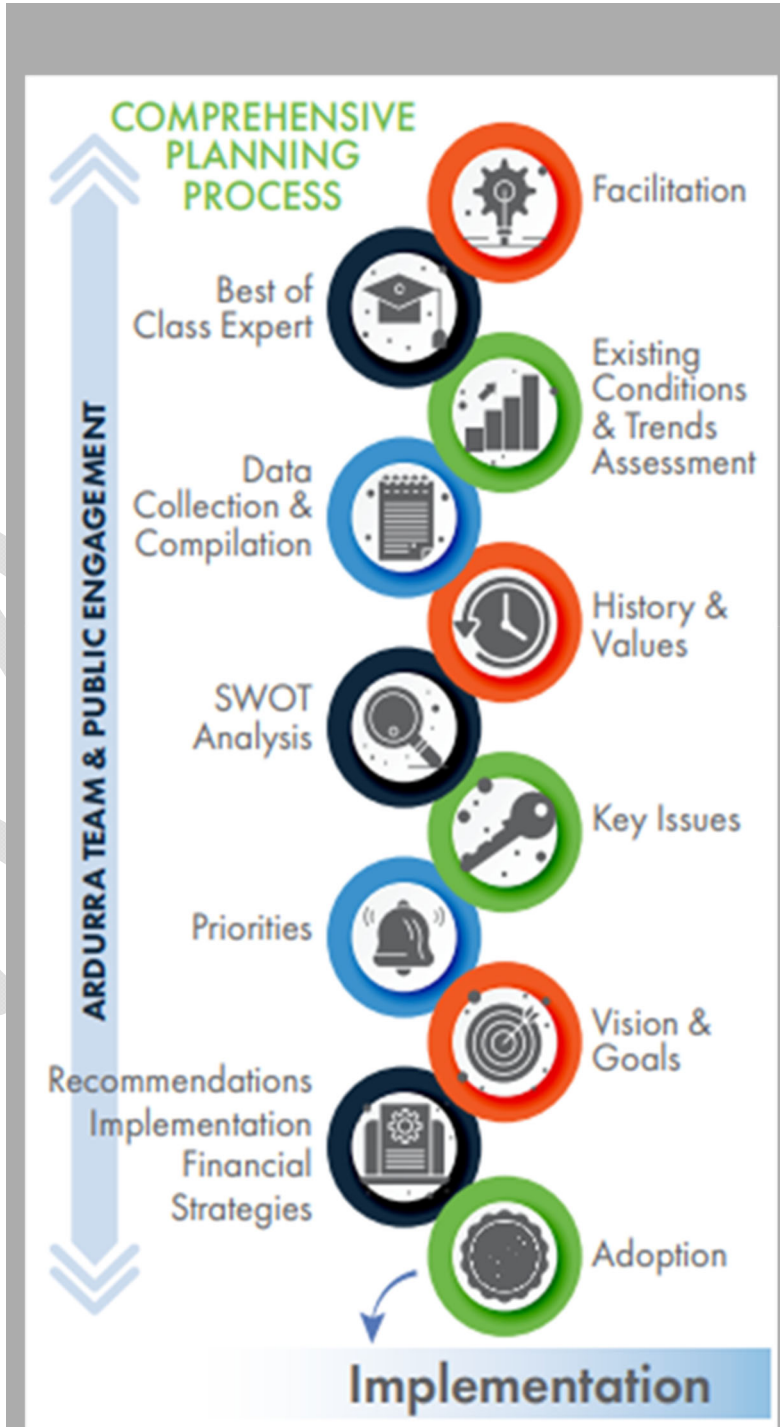 COMPREHENSIVE
PLANNING
PROCESS
Facilitation
Best of
Class Expert
Existing
Conditions
& Trends
Assessment
Data
Collection &
Compilation
History &
Values
SWOT
Analysis
Key Issues
Priorities
Vision &
Goals
Recommendations
Implementation
Financial
Strategies
Adoption
Implementation
ARDURRA TEAM & PUBLIC ENGAGEMENT